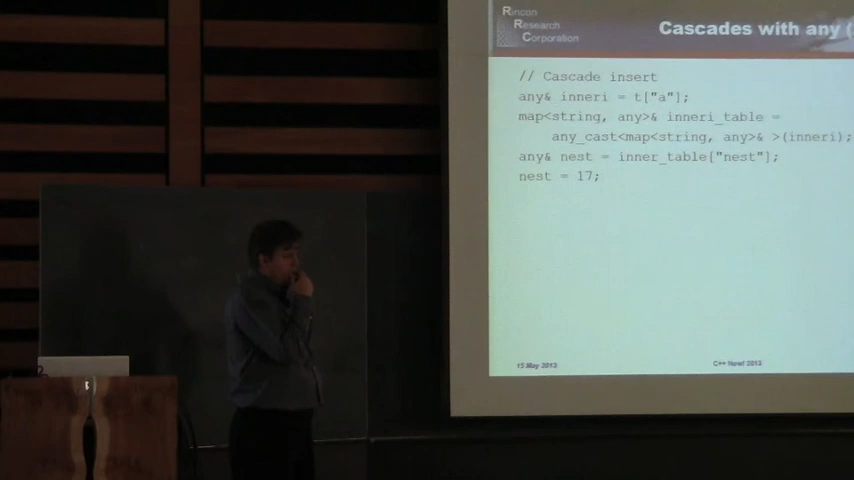 Rincon
Research
Corporation
Cascades with any (
// Cascade insert
any& inneri = t["a"];
map<string, any>& inneri_table =
any_cast<map<string, any>& >(inneri);
any& nest = inner_table["nest"];
nest = 17;
15 May 2013
C++ Now! 2013